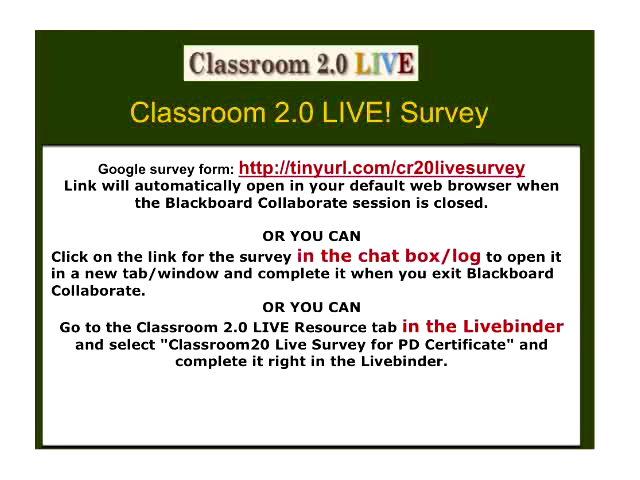 Classroom 2.0 LIVE
Classroom 2.0 LIVE! Survey
Google survey form: http://tinyurl.com/cr20livesurvey
Link will automatically open in your default web browser when
the Blackboard Collaborate session is closed.
OR YOU CAN
Click on the link for the survey in the chat box/log to open it
in a new tab/window and complete it when you exit Blackboard
Collaborate.
OR YOU CAN
Go to the Classroom 2.0 LIVE Resource tab in the Livebinder
and select "Classroom20 Live Survey for PD Certificate" and
complete it right in the Livebinder.